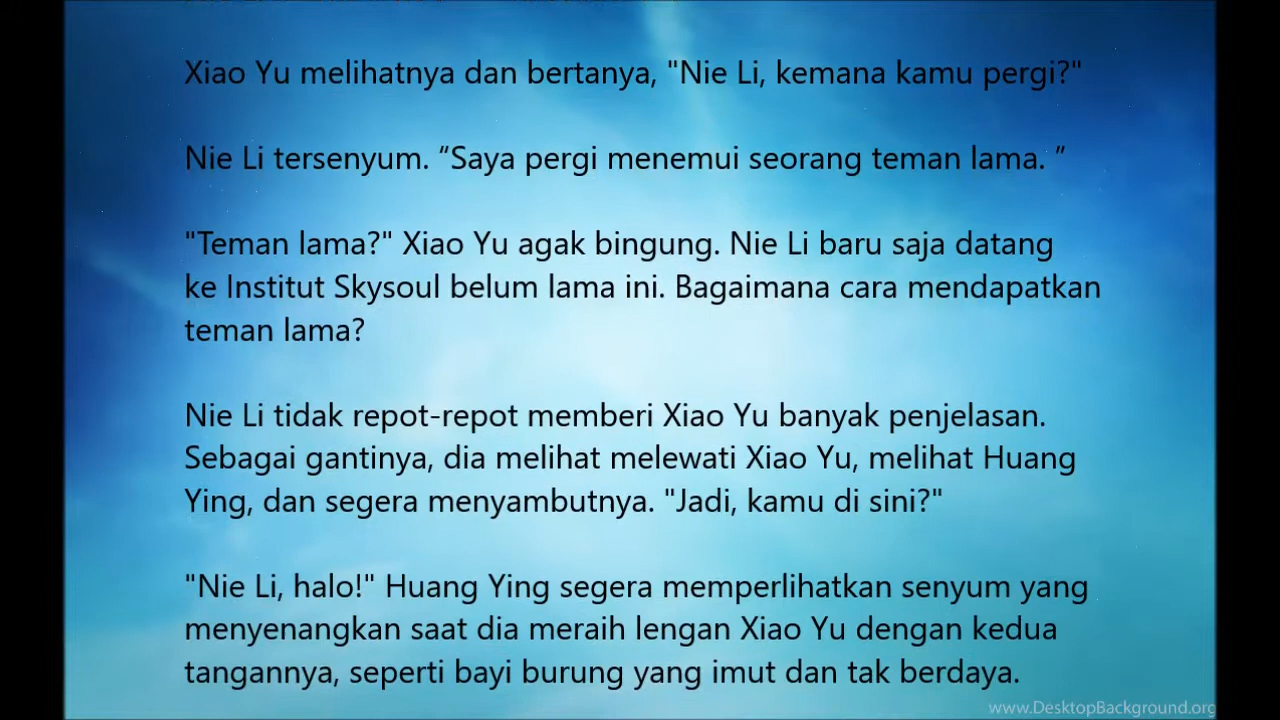 Xiao Yu melihatnya dan bertanya, "Nie Li, kemana kamu pergi?"
Nie Li tersenyum. “Saya pergi menemui seorang teman lama. ”
"Teman lama?" Xiao Yu agak bingung. Nie Li baru saja datang
ke Institut Skysoul belum lama ini. Bagaimana cara mendapatkan
teman lama?
Nie Li tidak repot-repot memberi Xiao Yu banyak penjelasan.
Sebagai gantinya, dia melihat melewati Xiao Yu, melihat Huang
Ying, dan segera menyambutnya. "Jadi, kamu di sini?"
"Nie Li, halo!" Huang Ying segera memperlihatkan senyum yang
menyenangkan saat dia meraih lengan Xiao Yu dengan kedua
tangannya, seperti bayi burung yang imut dan tak berdaya.
www.DesktopBackground.org